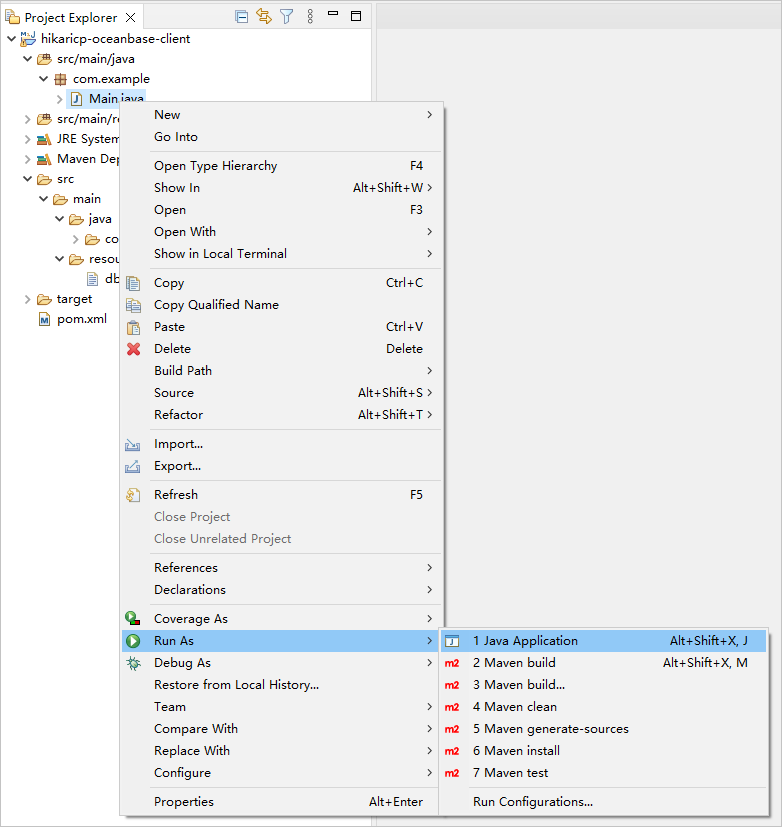 Project Explorer
hikaricp-oceanbase-client
src/main/java
com.example
Main.java
src/main/re
JRE System
Maven Dep
src
main
java
co
resou
db
target
pom.xml
New
Go Into
Open Type Hierarchy F4
Show In Alt+Shift+W
Open F3
Open With
Show in Local Terminal
Copy Ctrl+C
Copy Qualified Name
Paste Ctrl+V
Delete Delete
Build Path
Source Alt+Shift+S
Refactor Alt+Shift+T
Import...
Export...
Refresh F5
Close Project
Close Unrelated Project
References
Declarations
Coverage As
Run As
Debug As
Restore from Local History...
Team
Compare With
Replace With
Configure
Properties Alt+Enter
1 Java Application Alt+Shift+X, J
m2 2 Maven build Alt+Shift+X, M
m2 3 Maven build...
m2 4 Maven clean
m2 5 Maven generate-sources
m2 6 Maven install
m2 7 Maven test
Run Configurations...